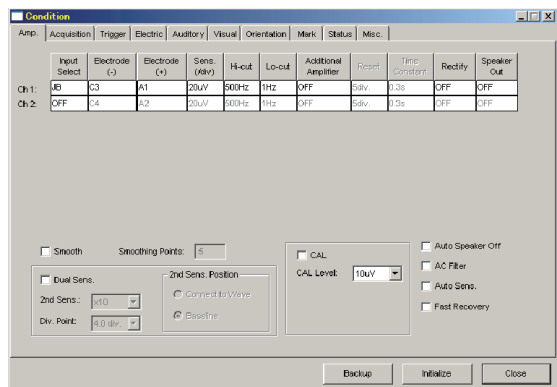 Condition
Amp. Acquisition Trigger Electric Auditory Visual Orientation Mark Status Misc.
Input Select Electrode (-) Electrode (+) Sens. (/div) Hi-cut Lo-cut Additional Amplifier Reset Time Constant Rectify Speaker Out
Ch 1: JB C3 A1 20uV 500Hz 1Hz OFF 5div. 0.3s OFF OFF
Ch 2: OFF C4 A2 20uV 500Hz 1Hz OFF 5div. 0.3s OFF OFF
Smooth Smoothing Points: 5
Dual Sens.
2nd Sens.: x10
Div. Point: 4.0 div.
2nd Sens. Position
Connect to Wave
Baseline
CAL
CAL Level: 10uV
Auto Speaker Off
AC Filter
Auto Sens.
Fast Recovery
Backup Initialize Close